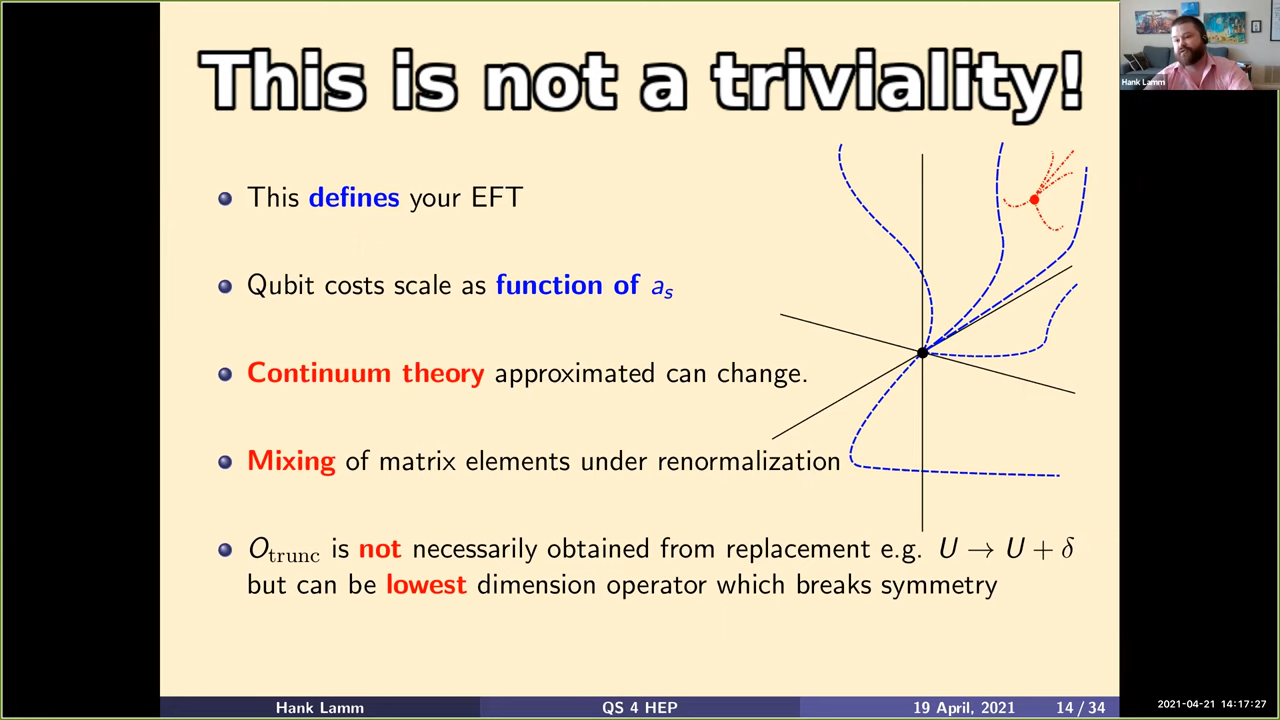 This is not a triviality!
Hank Lamm
This defines your EFT
Qubit costs scale as function of aₛ
Continuum theory approximated can change.
Mixing of matrix elements under renormalization
O_trunc is not necessarily obtained from replacement e.g. U → U + δ
but can be lowest dimension operator which breaks symmetry
Hank Lamm QS 4 HEP 19 April, 2021 14 / 34
2021-04-21 14:17:27